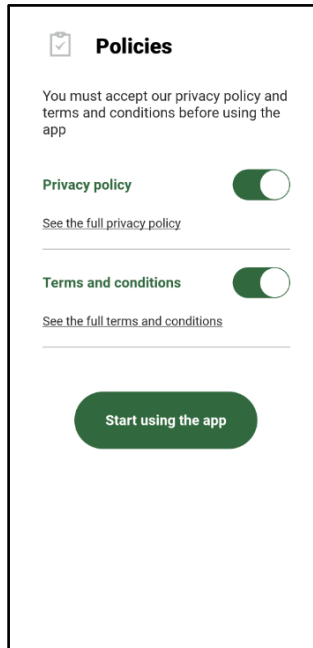 Policies
You must accept our privacy policy and
terms and conditions before using the
app
Privacy policy
See the full privacy policy
Terms and conditions
See the full terms and conditions
Start using the app